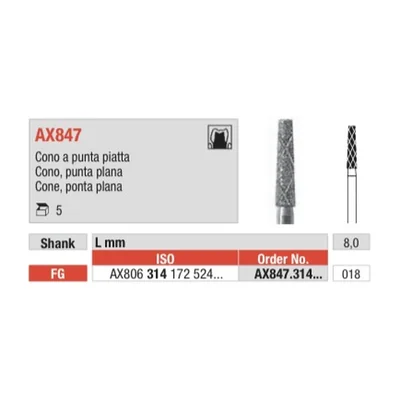 AX847
Cono a punta piatta
Cono, punta plana
Cone, ponta plana
5
Shank L mm 8,0
ISO Order No.
FG AX806 314 172 524... AX847.314... 018